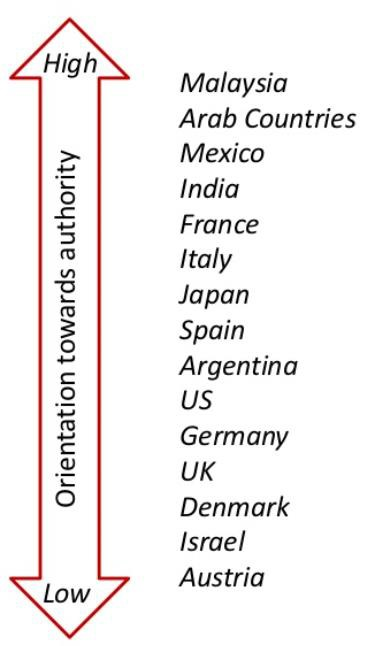 High
Orientation towards authority
Low
Malaysia
Arab Countries
Mexico
India
France
Italy
Japan
Spain
Argentina
US
Germany
UK
Denmark
Israel
Austria